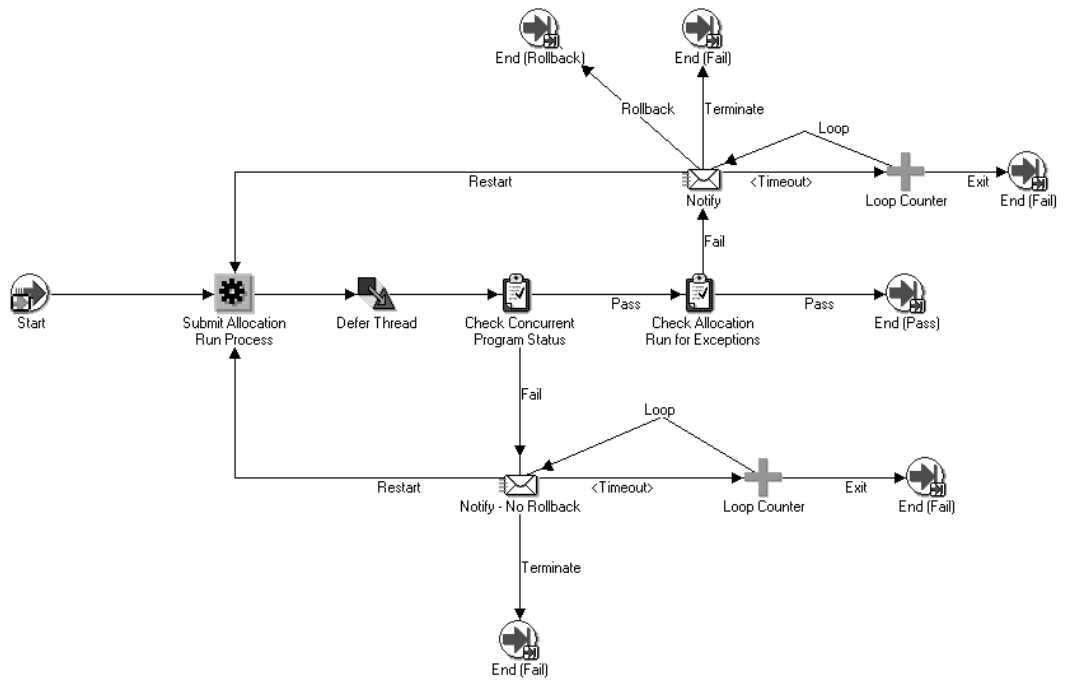 End (Rollback)
End (Fail)
Rollback
Terminate
Loop
Restart
<Timeout>
Exit
Notify
Loop Counter
End (Fail)
Fail
Pass
Pass
Start
Submit Allocation
Run Process
Defer Thread
Check Concurrent
Program Status
Check Allocation
Run for Exceptions
End (Pass)
Fail
Loop
Restart
<Timeout>
Exit
Notify - No Rollback
Loop Counter
End (Fail)
Terminate
End (Fail)